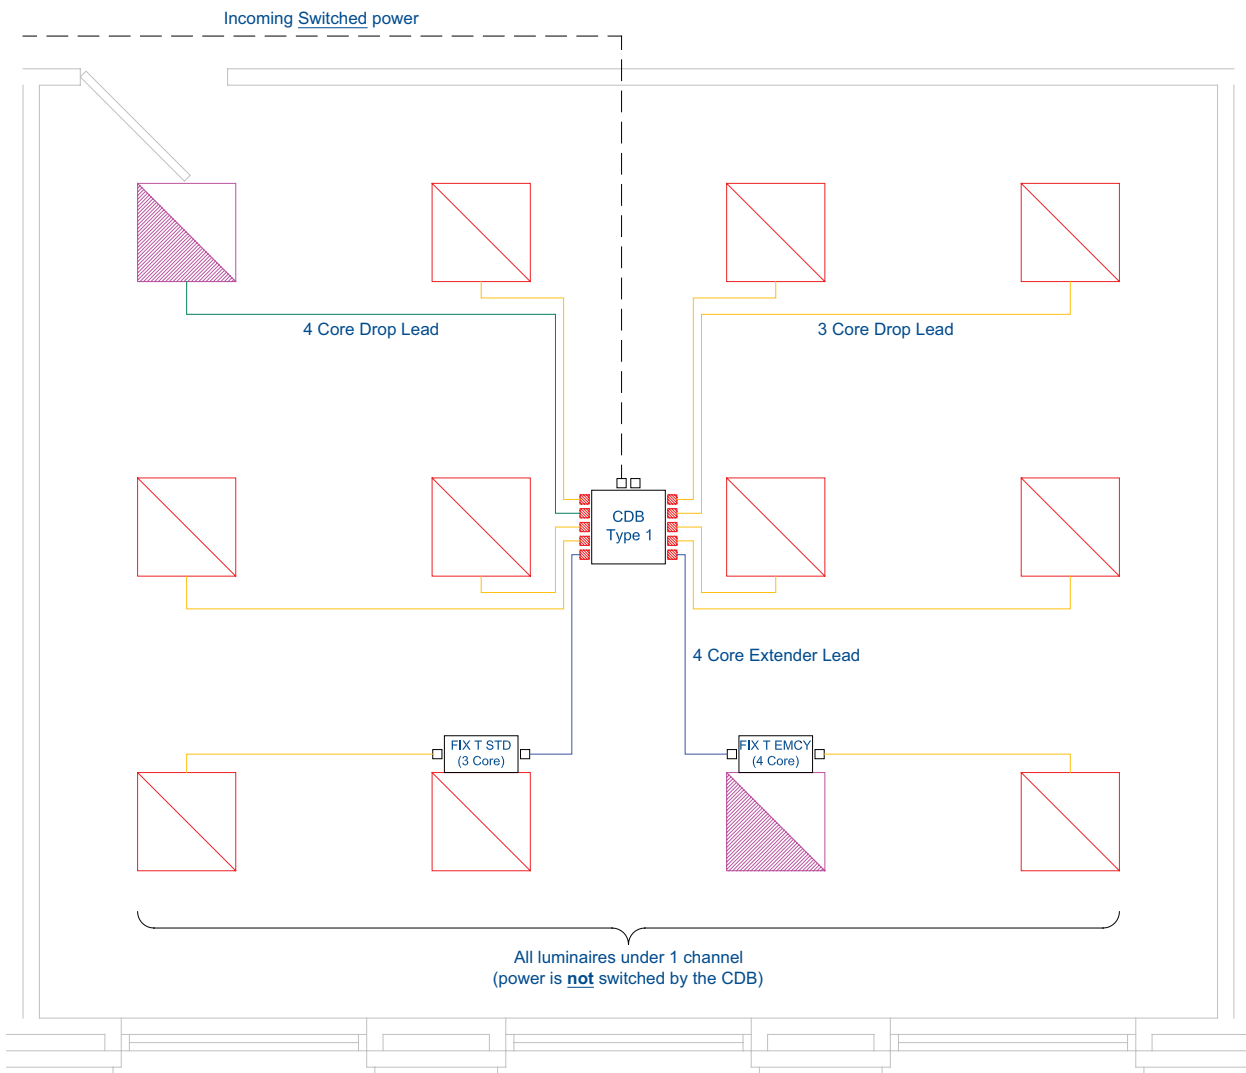 Incoming Switched power
4 Core Drop Lead
3 Core Drop Lead
CDB
Type 1
4 Core Extender Lead
FIX T STD
(3 Core)
FIX T EMCY
(4 Core)
All luminaires under 1 channel
(power is not switched by the CDB)